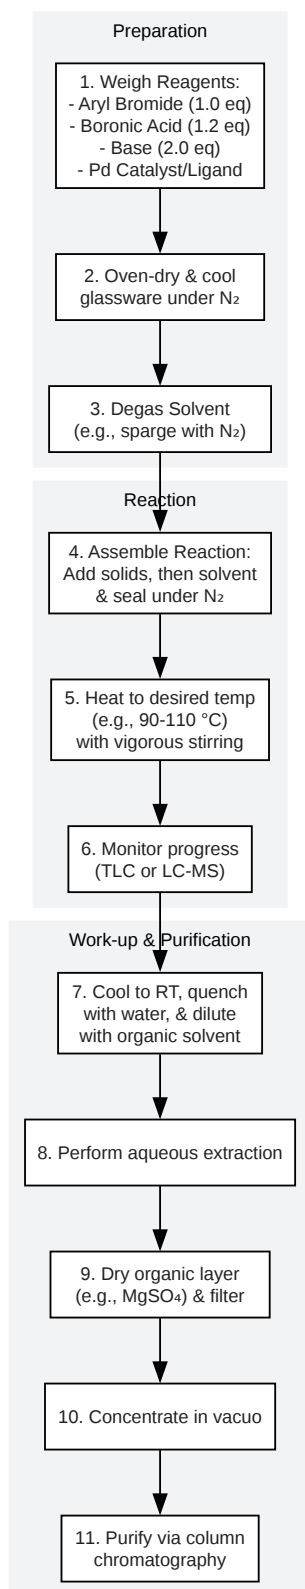 Preparation
1. Weigh Reagents:
- Aryl Bromide (1.0 eq)
- Boronic Acid (1.2 eq)
- Base (2.0 eq)
- Pd Catalyst/Ligand
2. Oven-dry & cool
glassware under N₂
3. Degas Solvent
(e.g., sparge with N₂)
Reaction
4. Assemble Reaction:
Add solids, then solvent
& seal under N₂
5. Heat to desired temp
(e.g., 90-110 °C)
with vigorous stirring
6. Monitor progress
(TLC or LC-MS)
Work-up & Purification
7. Cool to RT, quench
with water, & dilute
with organic solvent
8. Perform aqueous extraction
9. Dry organic layer
(e.g., MgSO₄) & filter
10. Concentrate in vacuo
11. Purify via column
chromatography